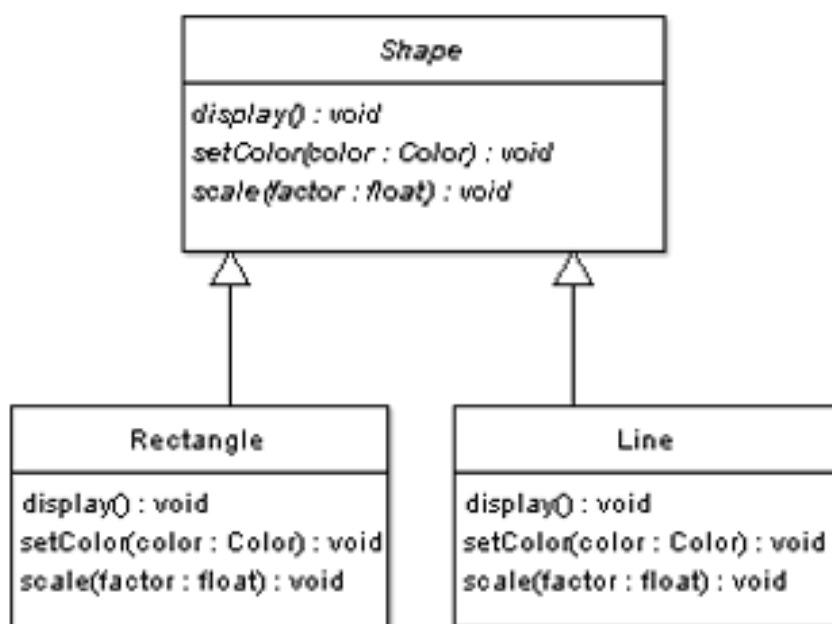 Shape
display() : void
setColor(color : Color) : void
scale(factor : float) : void
Rectangle
display() : void
setColor(color : Color) : void
scale(factor : float) : void
Line
display() : void
setColor(color : Color) : void
scale(factor : float) : void